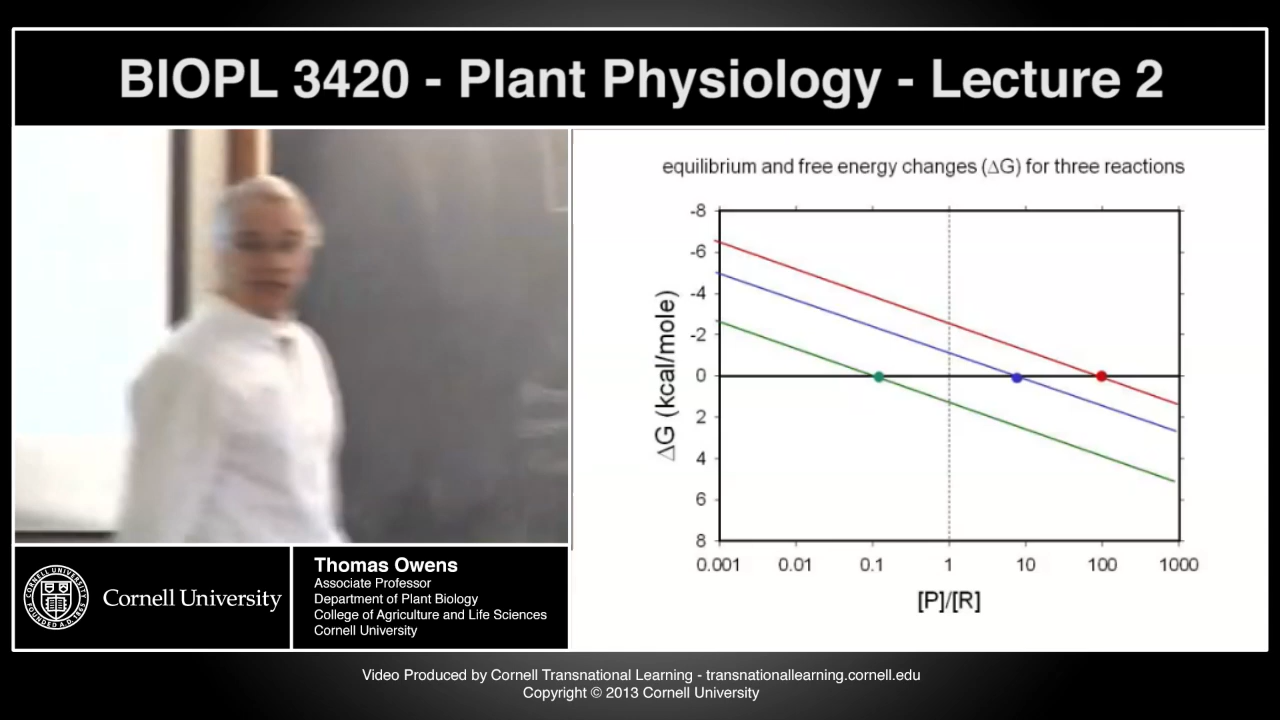 BIOPL 3420 - Plant Physiology - Lecture 2
equilibrium and free energy changes (ΔG) for three reactions
-8
-6
-4
-2
0
2
4
6
8
ΔG (kcal/mole)
0.001 0.01 0.1 1 10 100 1000
[P]/[R]
Cornell University
Thomas Owens
Associate Professor
Department of Plant Biology
College of Agriculture and Life Sciences
Cornell University
Video Produced by Cornell Transnational Learning - transnationallearning.cornell.edu
Copyright © 2013 Cornell University